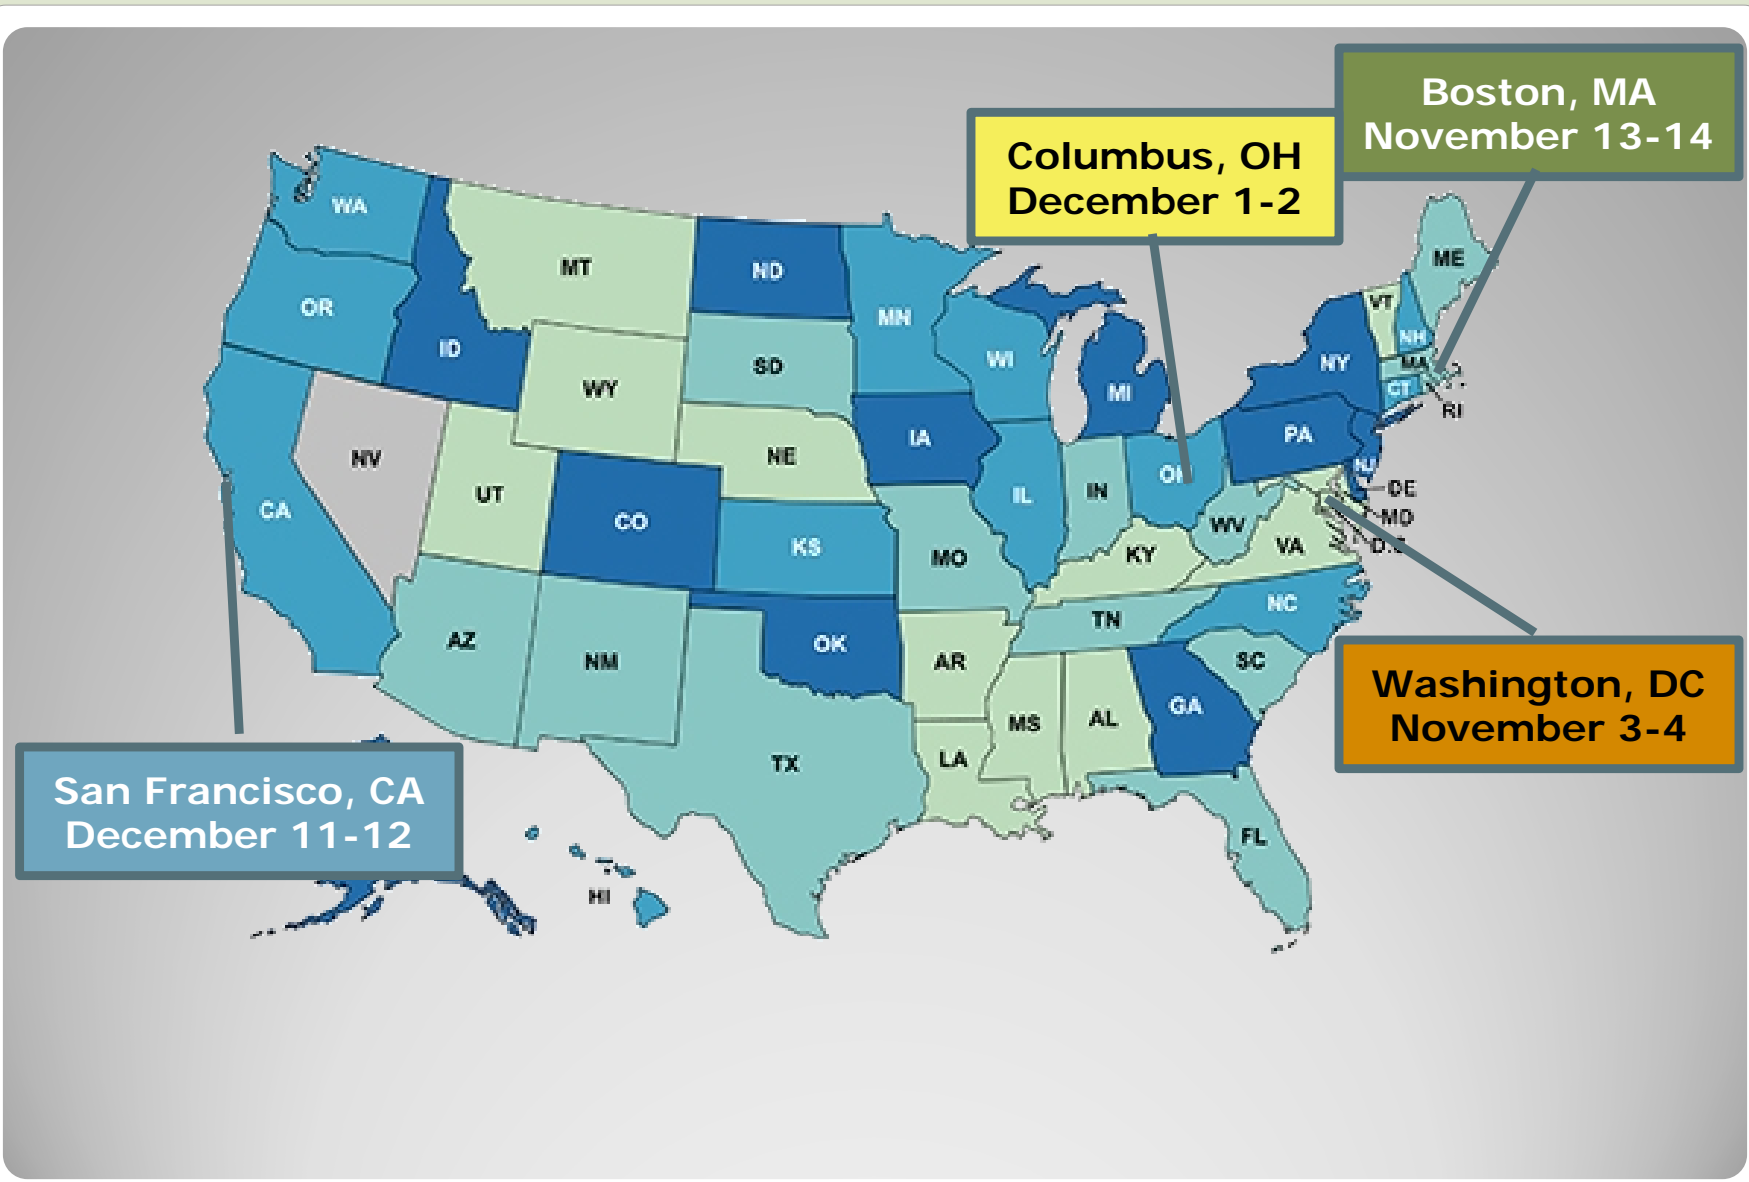 Boston, MA
November 13-14
Columbus, OH
December 1-2
WA
MT
ND
MN
ME
VT
NH
OR
ID
SD
WI
NY
MA
WY
MI
CT
RI
IA
PA
NV
NE
NJ
UT
OH
IN
IL
DE
CA
CO
MD
WV
KS
MO
KY
VA
NC
TN
AZ
NM
OK
AR
SC
Washington, DC
November 3-4
GA
MS
AL
LA
TX
San Francisco, CA
December 11-12
FL
HI